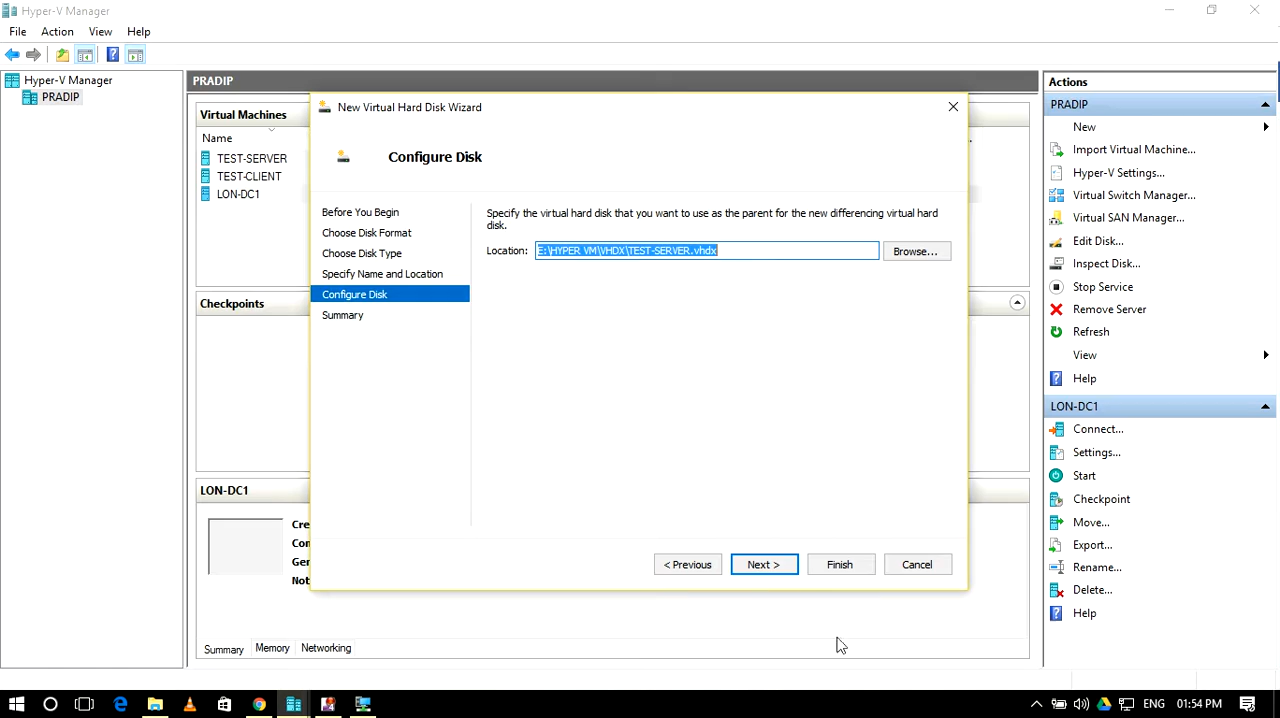 Hyper-V Manager
File Action View Help
Hyper-V Manager
PRADIP
PRADIP
Virtual Machines
Name
TEST-SERVER
TEST-CLIENT
LON-DC1
Checkpoints
LON-DC1
Cre
Con
Ger
Not
Summary Memory Networking
New Virtual Hard Disk Wizard
Configure Disk
Before You Begin
Choose Disk Format
Choose Disk Type
Specify Name and Location
Configure Disk
Summary
Specify the virtual hard disk that you want to use as the parent for the new differencing virtual hard
disk.
Location: E:\HYPER VM\VHDX\TEST-SERVER.vhdx Browse...
< Previous Next > Finish Cancel
Actions
PRADIP
New
Import Virtual Machine...
Hyper-V Settings...
Virtual Switch Manager...
Virtual SAN Manager...
Edit Disk...
Inspect Disk...
Stop Service
Remove Server
Refresh
View
Help
LON-DC1
Connect...
Settings...
Start
Checkpoint
Move...
Export...
Rename...
Delete...
Help
ENG 01:54 PM